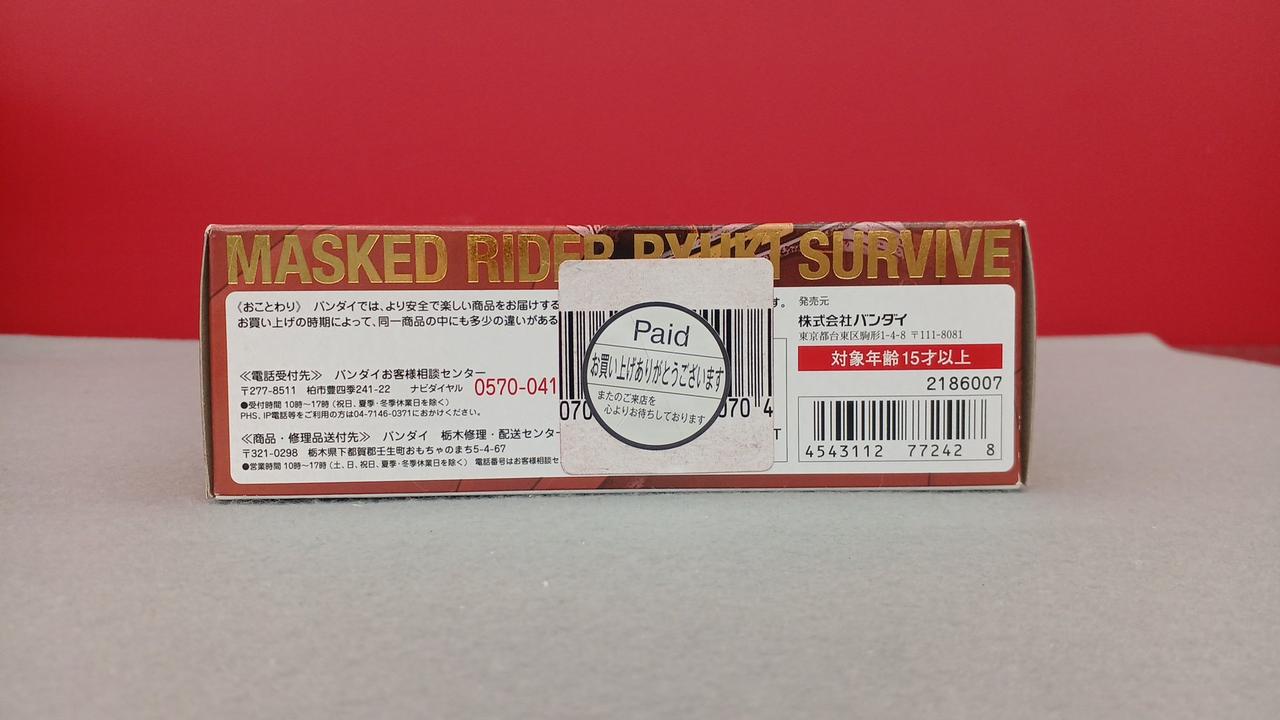 MASKED RIDER RYUKI SURVIVE
《おことわり》 バンダイでは、より安全で楽しい商品をお届けする
す。
お買い上げの時期によって、同一商品の中にも多少の違いがある
≪電話受付先≫ バンダイお客様相談センター
〒277-8511 柏市豊四季241-22 ナビダイヤル 0570-041
●受付時間 10時〜17時(祝日、夏季・冬季休業日を除く)
PHS、IP電話等をご利用の方は04-7146-0371におかけください。
≪商品・修理品送付先≫ バンダイ 栃木修理・配送センター
〒321-0298 栃木県下都賀郡壬生町おもちゃのまち5-4-67
●営業時間 10時〜17時(土、日、祝日、夏季・冬季休業日を除く) 電話番号はお客様相談セ
Paid
お買い上げありがとうございます
またのご来店を
心よりお待ちしております
070
070 4
T
発売元
株式会社バンダイ
東京都台東区駒形1-4-8 〒111-8081
対象年齢15才以上
2186007
4543112 77242 8